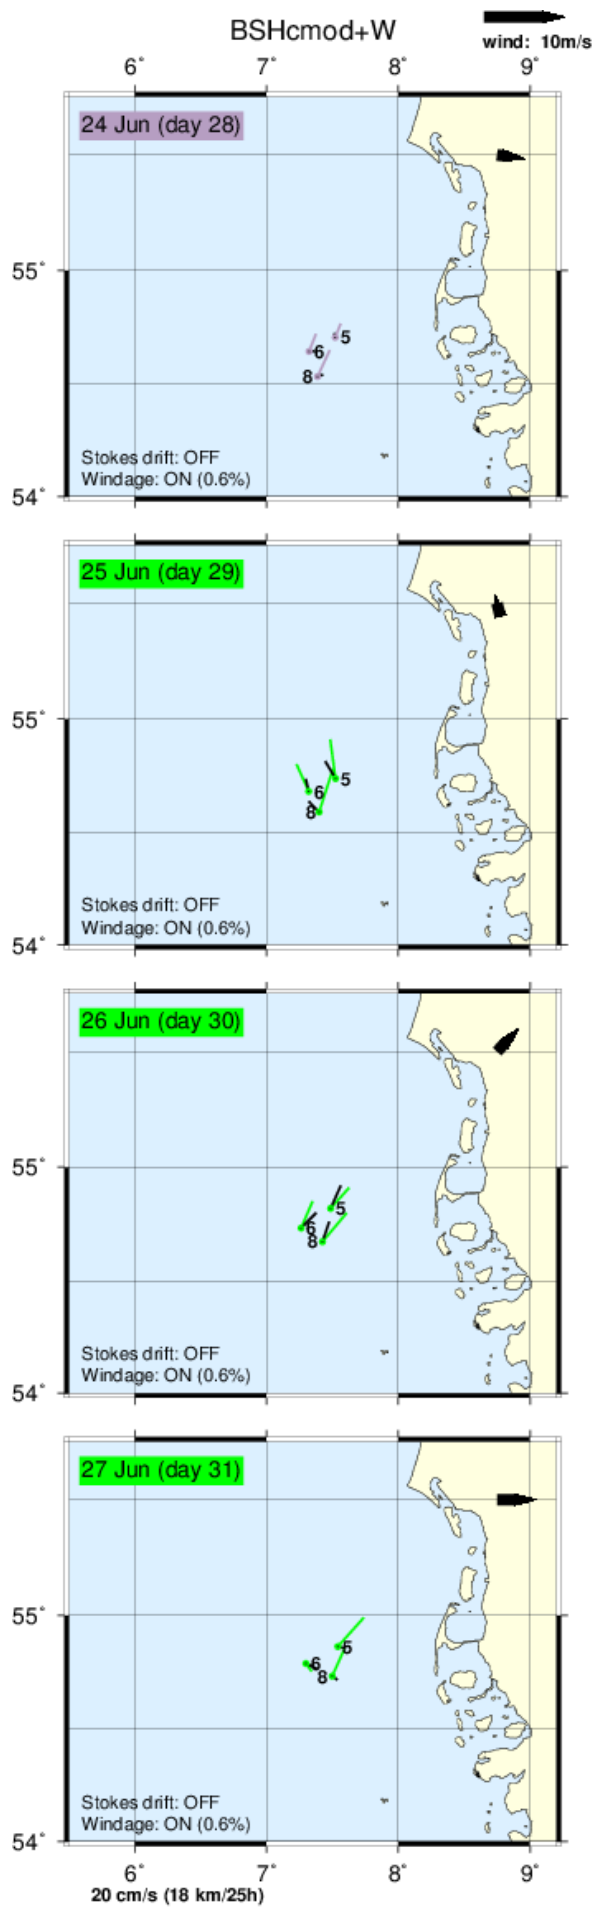 BSHcmod+W
wind: 10m/s
6° 7° 8° 9°
24 Jun (day 28)
55°
5
6
8
Stokes drift: OFF
Windage: ON (0.6%)
54°
25 Jun (day 29)
55°
5
6
8
Stokes drift: OFF
Windage: ON (0.6%)
54°
26 Jun (day 30)
55°
5
6
8
Stokes drift: OFF
Windage: ON (0.6%)
54°
27 Jun (day 31)
55°
5
6
8
Stokes drift: OFF
Windage: ON (0.6%)
54°
6° 7° 8° 9°
20 cm/s (18 km/25h)